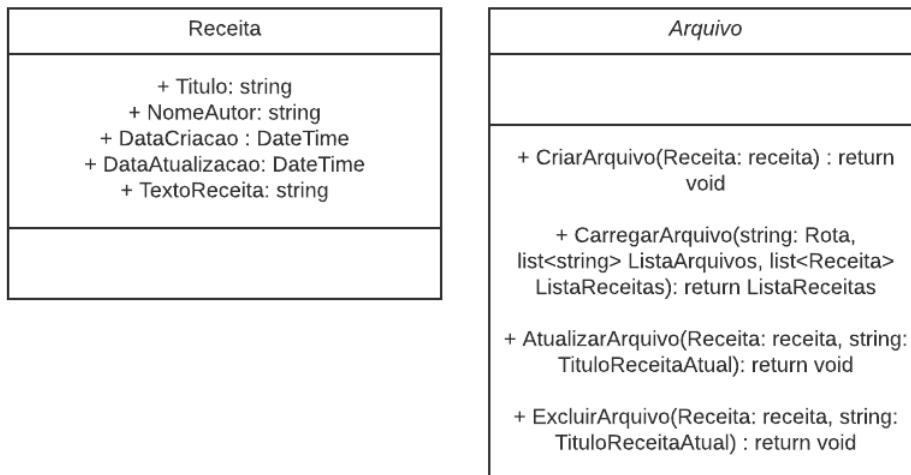 Receita
+ Titulo: string
+ NomeAutor: string
+ DataCriacao : DateTime
+ DataAtualizacao: DateTime
+ TextoReceita: string
Arquivo
+ CriarArquivo(Receita: receita) : return
void
+ CarregarArquivo(string: Rota,
list<string> ListaArquivos, list<Receita>
ListaReceitas): return ListaReceitas
+ AtualizarArquivo(Receita: receita, string:
TituloReceitaAtual): return void
+ ExcluirArquivo(Receita: receita, string:
TituloReceitaAtual) : return void